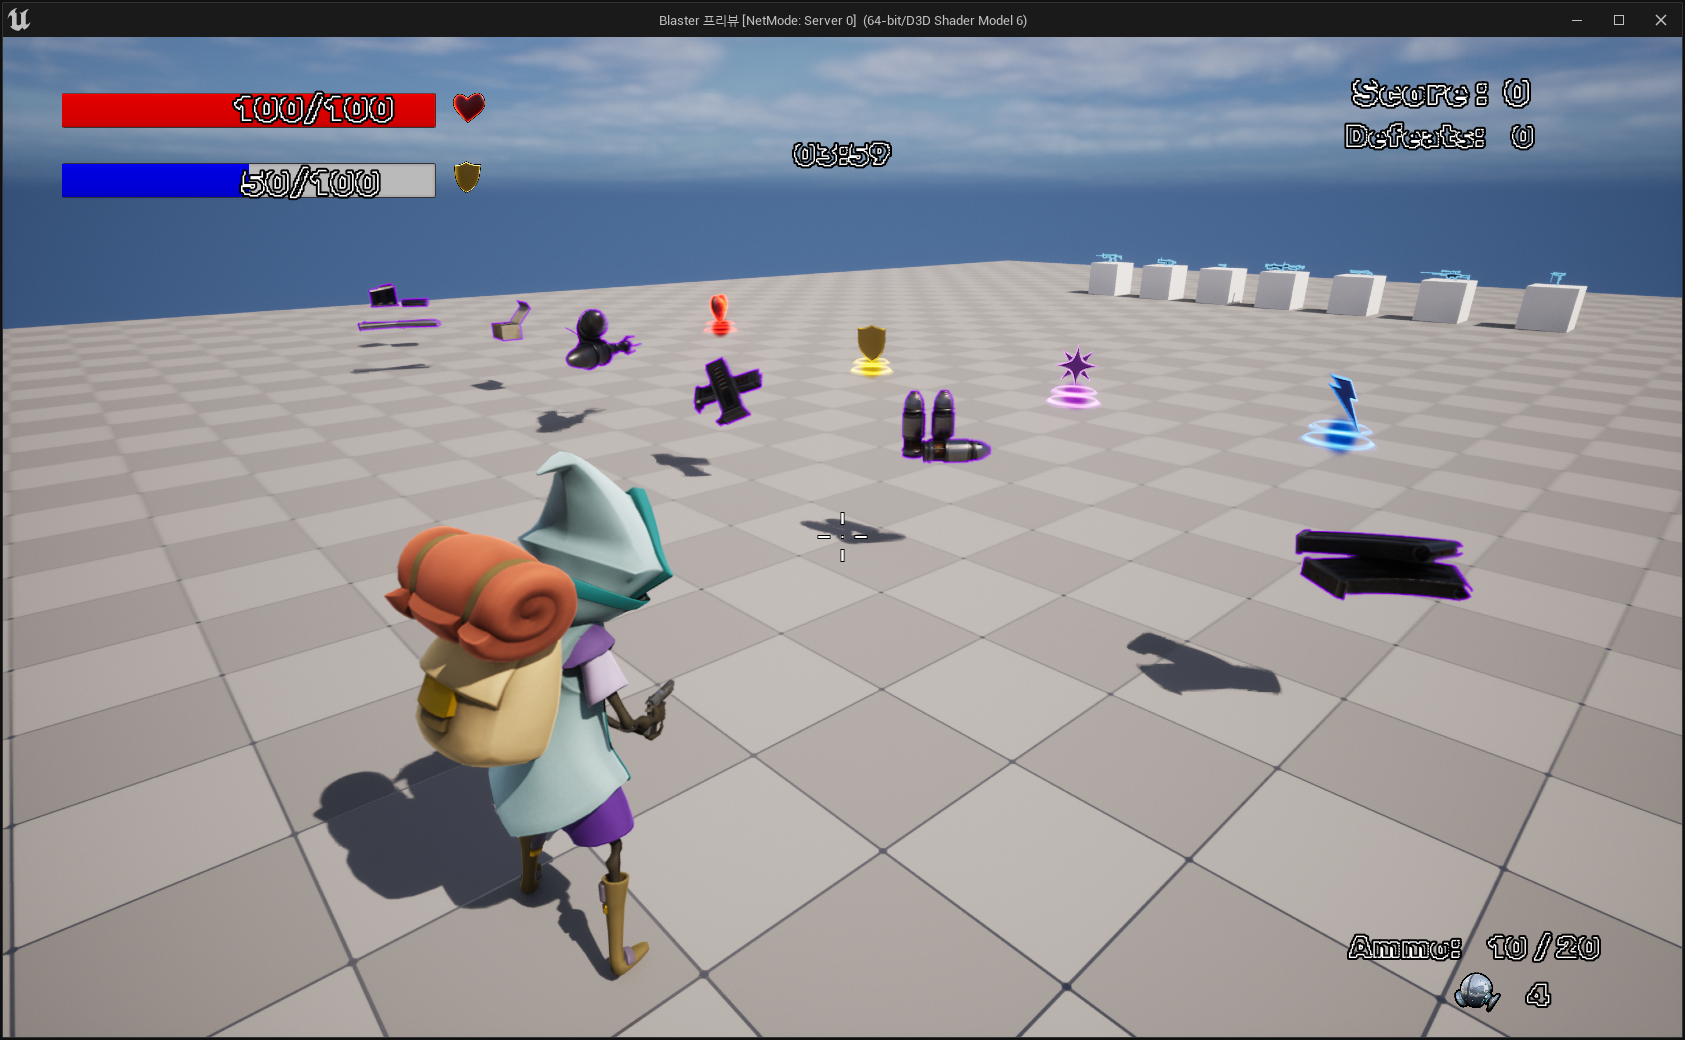 Blaster 프리뷰 [NetMode: Server 0] (64-bit/D3D Shader Model 6)
100/100
50/100
03:59
Score: 0
Defeats: 0
Ammo: 10 / 20
4